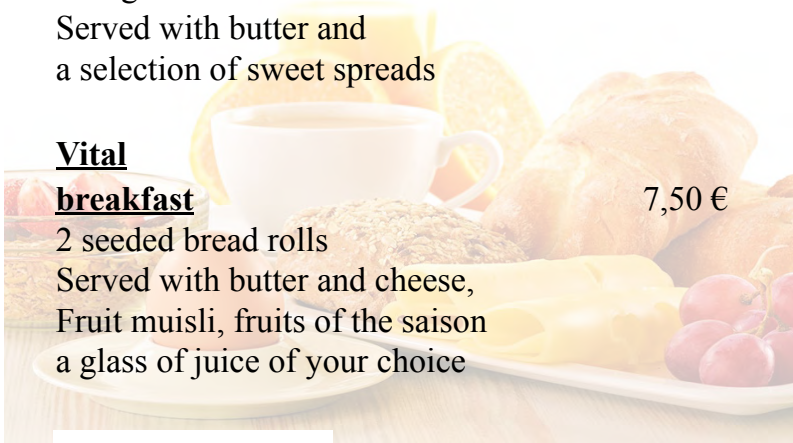 Served with butter and
a selection of sweet spreads
Vital
breakfast 7,50 €
2 seeded bread rolls
Served with butter and cheese,
Fruit muisli, fruits of the saison
a glass of juice of your choice